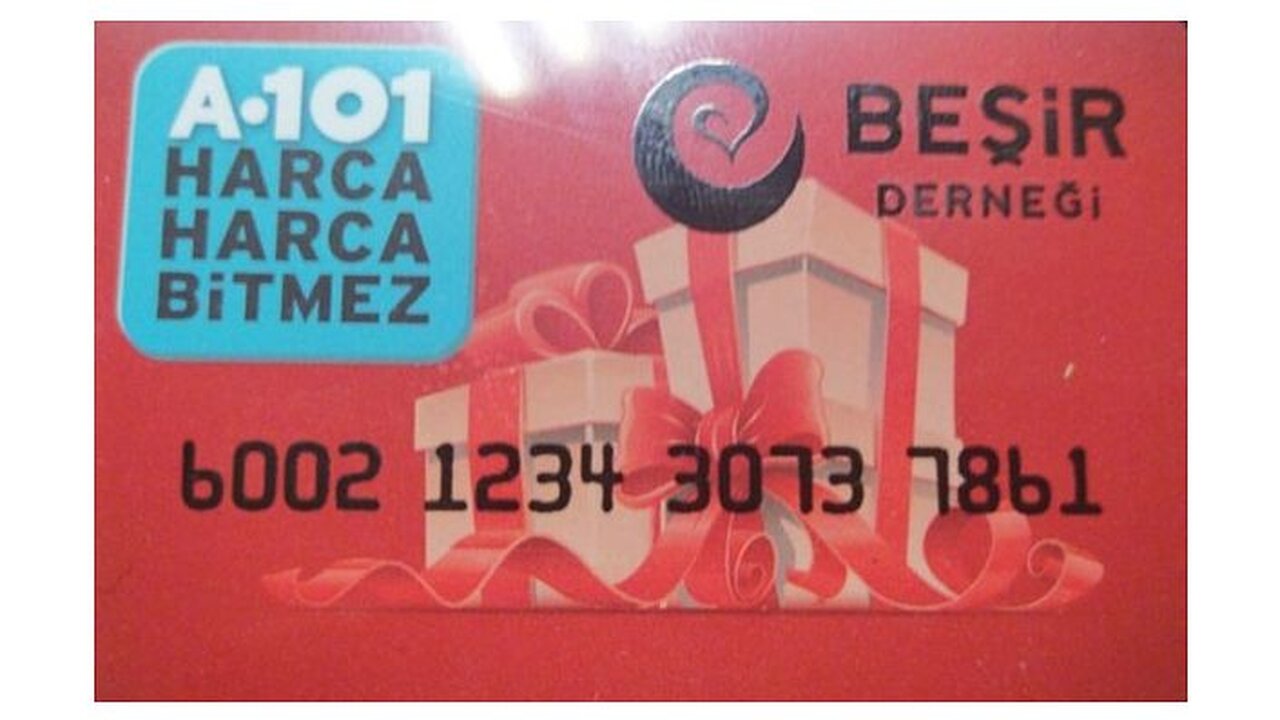 A•101
HARCA
HARCA
BiTMEZ
BEŞiR
DERNEĞi
6002 1234 3073 7861